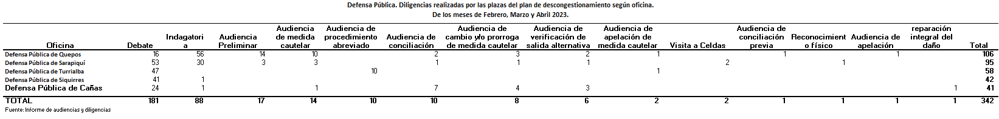 Defensa Pública. Diligencias realizadas por las plazas del plan de descongestionamiento según oficina.
De los meses de Febrero, Marzo y Abril 2023.
Oficina Debate Indagatoria Audiencia Preliminar Audiencia de medida cautelar Audiencia de procedimiento abreviado Audiencia de conciliación Audiencia de cambio y/o prorroga de medida cautelar Audiencia de verificación de salida alternativa Audiencia de apelación de medida cautelar Visita a Celdas Audiencia de conciliación previa Reconocimiento físico Audiencia de apelación reparación integral del daño Total
Defensa Pública de Quepos 16 56 14 10 2 3 2 1 1 1 106
Defensa Pública de Sarapiquí 53 30 3 3 1 1 1 2 1 95
Defensa Pública de Turrialba 47 10 1 58
Defensa Pública de Siquirres 41 1 42
Defensa Pública de Cañas 24 1 1 7 4 3 1 41
TOTAL 181 88 17 14 10 10 8 6 2 2 1 1 1 1 342
Fuente: Informe de audiencias y diligencias